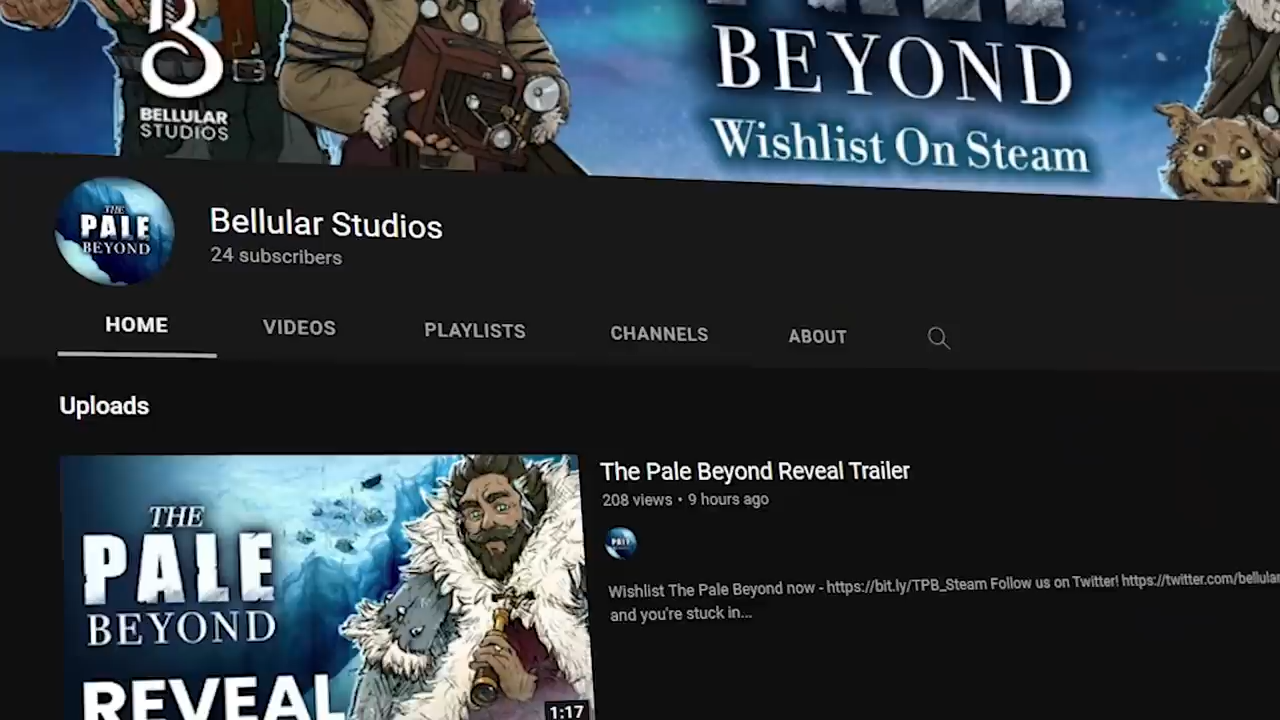 PALE
BEYOND
Wishlist On Steam
BELLULAR
STUDIOS
THE
PALE
BEYOND
Bellular Studios
24 subscribers
HOME VIDEOS PLAYLISTS CHANNELS ABOUT
Uploads
THE
PALE
BEYOND
REVEAL
1:17
The Pale Beyond Reveal Trailer
208 views • 9 hours ago
PALE
Wishlist The Pale Beyond now - https://bit.ly/TPB_Steam Follow us on Twitter! https://twitter.com/bellular
and you're stuck in...